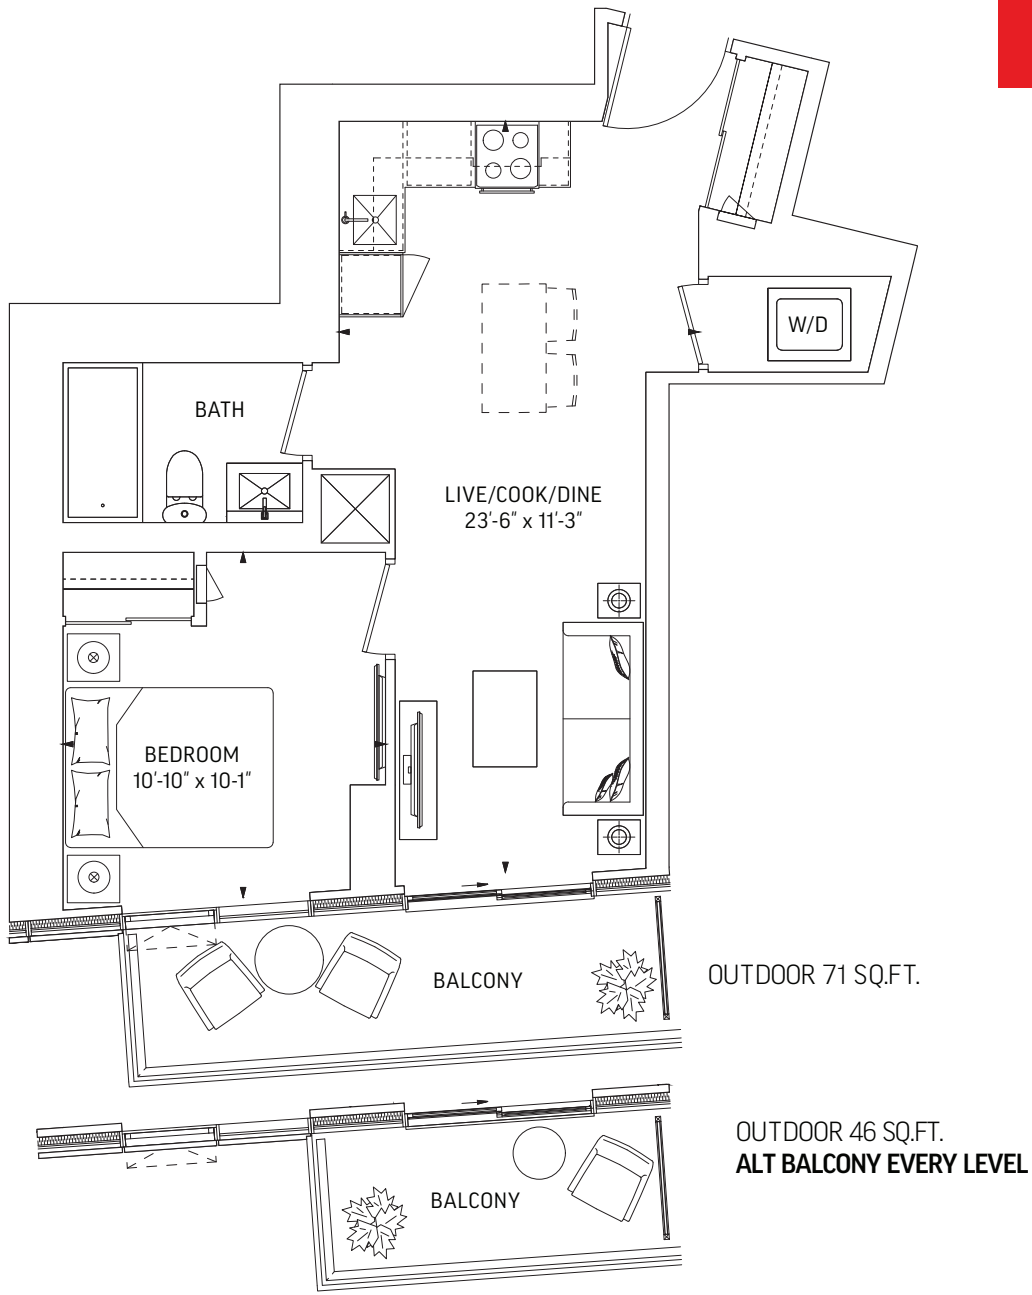 W/D
BATH
LIVE/COOK/DINE
23'-6" x 11'-3"
BEDROOM
10'-10" x 10-1"
BALCONY
OUTDOOR 71 SQ.FT.
OUTDOOR 46 SQ.FT.
ALT BALCONY EVERY LEVEL
BALCONY